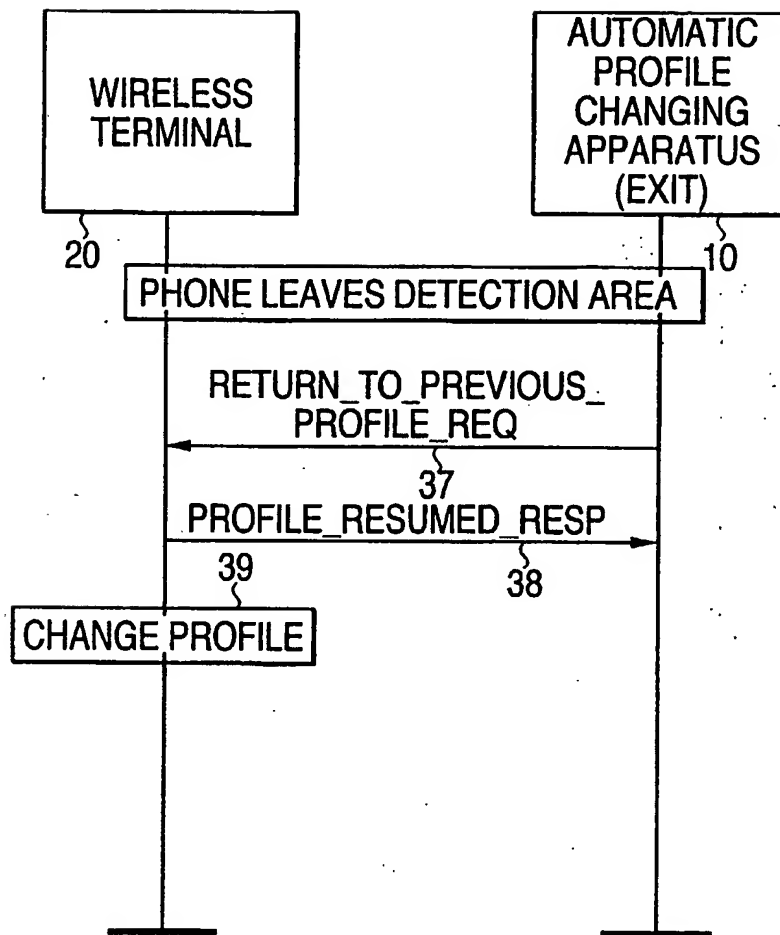 WIRELESS
TERMINAL
AUTOMATIC
PROFILE
CHANGING
APPARATUS
(EXIT)
20
10
PHONE LEAVES DETECTION AREA
RETURN_TO_PREVIOUS_
PROFILE_REQ
37
PROFILE_RESUMED_RESP
38
39
CHANGE PROFILE